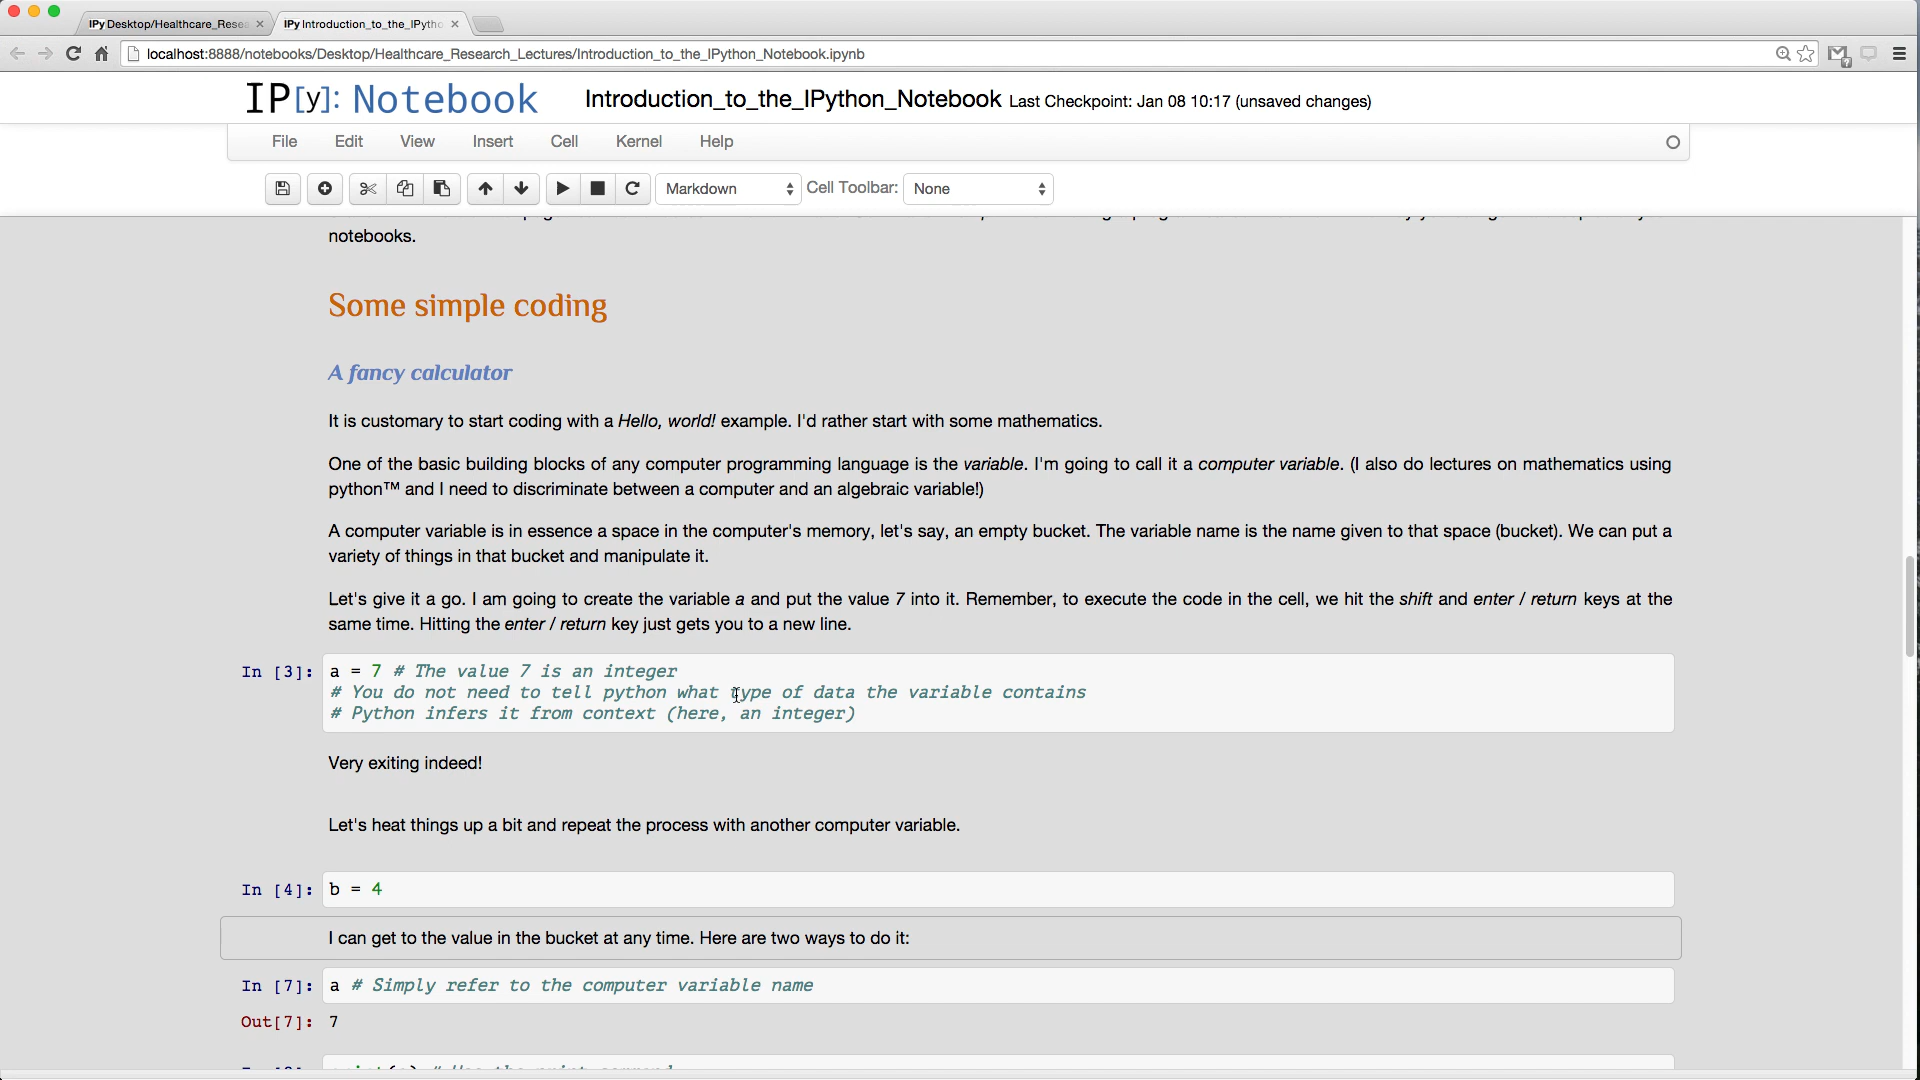 IPy Desktop/Healthcare_Resea
IPy Introduction_to_the_IPytho
localhost:8888/notebooks/Desktop/Healthcare_Research_Lectures/Introduction_to_the_IPython_Notebook.ipynb
IP[y]: Notebook Introduction_to_the_IPython_Notebook Last Checkpoint: Jan 08 10:17 (unsaved changes)
File Edit View Insert Cell Kernel Help
Markdown Cell Toolbar: None
notebooks.
Some simple coding
A fancy calculator
It is customary to start coding with a Hello, world! example. I'd rather start with some mathematics.
One of the basic building blocks of any computer programming language is the variable. I'm going to call it a computer variable. (I also do lectures on mathematics using
python™ and I need to discriminate between a computer and an algebraic variable!)
A computer variable is in essence a space in the computer's memory, let's say, an empty bucket. The variable name is the name given to that space (bucket). We can put a
variety of things in that bucket and manipulate it.
Let's give it a go. I am going to create the variable a and put the value 7 into it. Remember, to execute the code in the cell, we hit the shift and enter / return keys at the
same time. Hitting the enter / return key just gets you to a new line.
In [3]: a = 7 # The value 7 is an integer
# You do not need to tell python what type of data the variable contains
# Python infers it from context (here, an integer)
Very exiting indeed!
Let's heat things up a bit and repeat the process with another computer variable.
In [4]: b = 4
I can get to the value in the bucket at any time. Here are two ways to do it:
In [7]: a # Simply refer to the computer variable name
Out[7]: 7